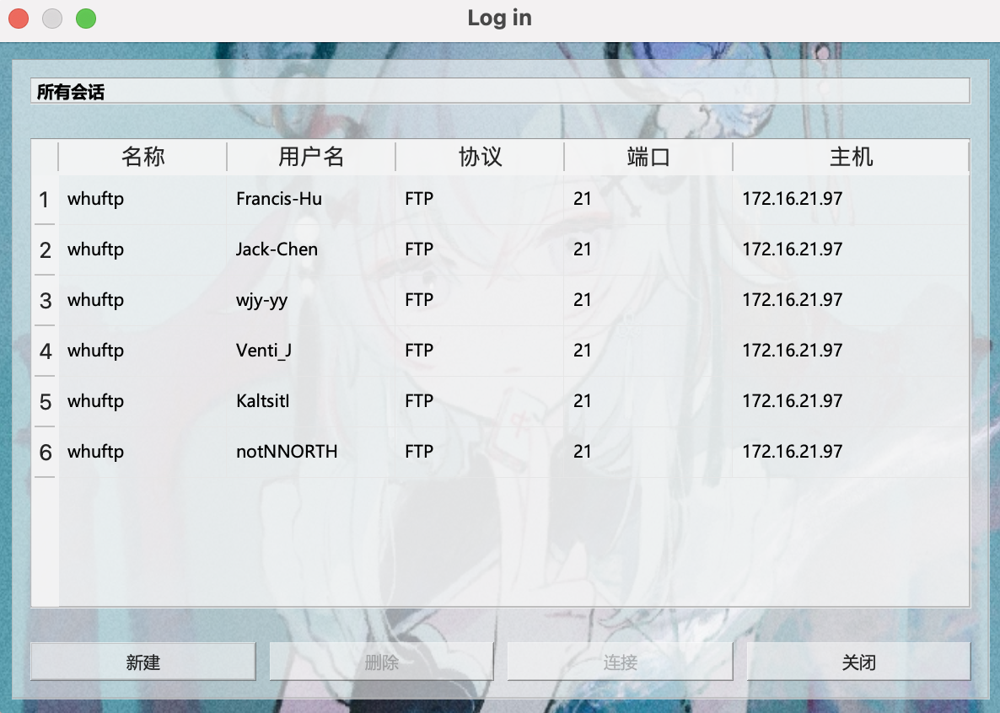 Log in
所有会话
名称 用户名 协议 端口 主机
1 whuftp Francis-Hu FTP 21 172.16.21.97
2 whuftp Jack-Chen FTP 21 172.16.21.97
3 whuftp wjy-yy FTP 21 172.16.21.97
4 whuftp Venti_J FTP 21 172.16.21.97
5 whuftp KaltsitI FTP 21 172.16.21.97
6 whuftp notNNORTH FTP 21 172.16.21.97
新建 删除 连接 关闭